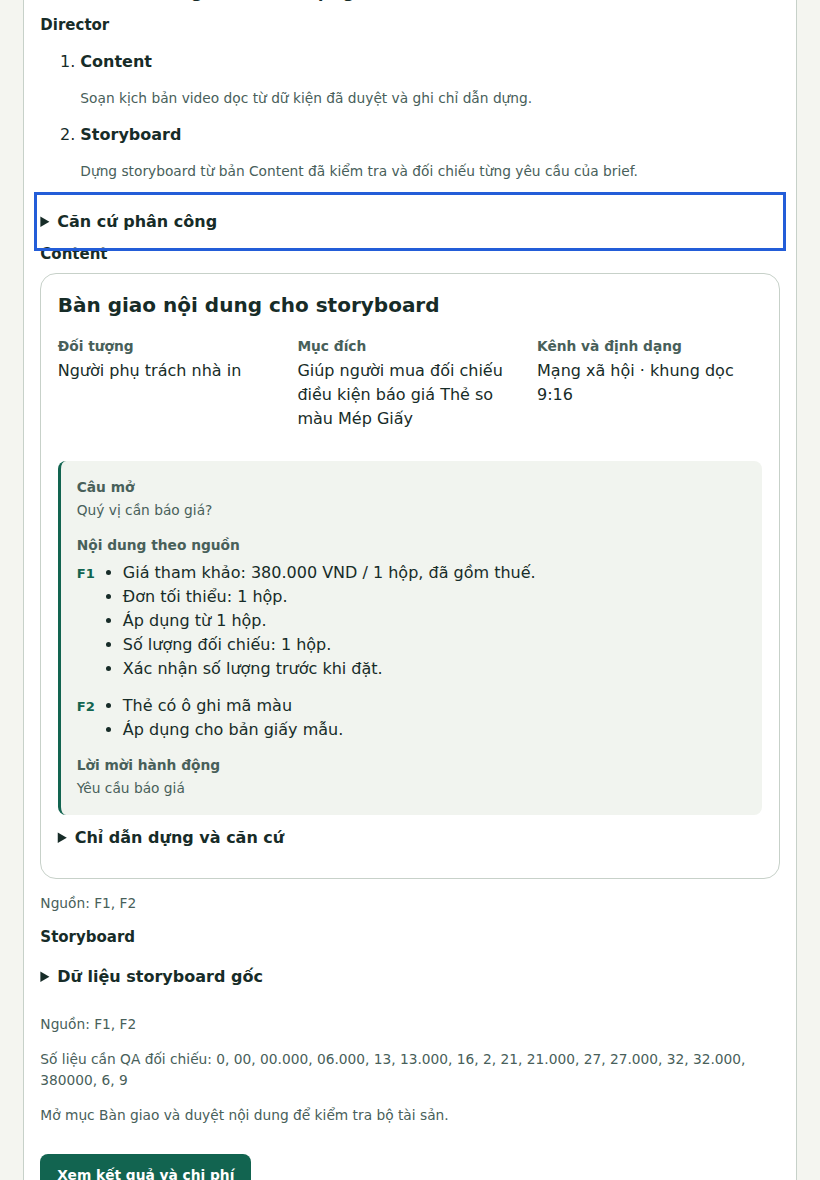 Director
1. Content
Soạn kịch bản video dọc từ dữ kiện đã duyệt và ghi chỉ dẫn dựng.
2. Storyboard
Dựng storyboard từ bản Content đã kiểm tra và đối chiếu từng yêu cầu của brief.
Căn cứ phân công
Content
Bàn giao nội dung cho storyboard
Đối tượng
Người phụ trách nhà in
Mục đích
Giúp người mua đối chiếu
điều kiện báo giá Thẻ so
màu Mép Giấy
Kênh và định dạng
Mạng xã hội · khung dọc
9:16
Câu mở
Quý vị cần báo giá?
Nội dung theo nguồn
F1 • Giá tham khảo: 380.000 VND / 1 hộp, đã gồm thuế.
• Đơn tối thiểu: 1 hộp.
• Áp dụng từ 1 hộp.
• Số lượng đối chiếu: 1 hộp.
• Xác nhận số lượng trước khi đặt.
F2 • Thẻ có ô ghi mã màu
• Áp dụng cho bản giấy mẫu.
Lời mời hành động
Yêu cầu báo giá
Chỉ dẫn dựng và căn cứ
Nguồn: F1, F2
Storyboard
Dữ liệu storyboard gốc
Nguồn: F1, F2
Số liệu cần QA đối chiếu: 0, 00, 00.000, 06.000, 13, 13.000, 16, 2, 21, 21.000, 27, 27.000, 32, 32.000,
380000, 6, 9
Mở mục Bàn giao và duyệt nội dung để kiểm tra bộ tài sản.
Xem kết quả và chi phí